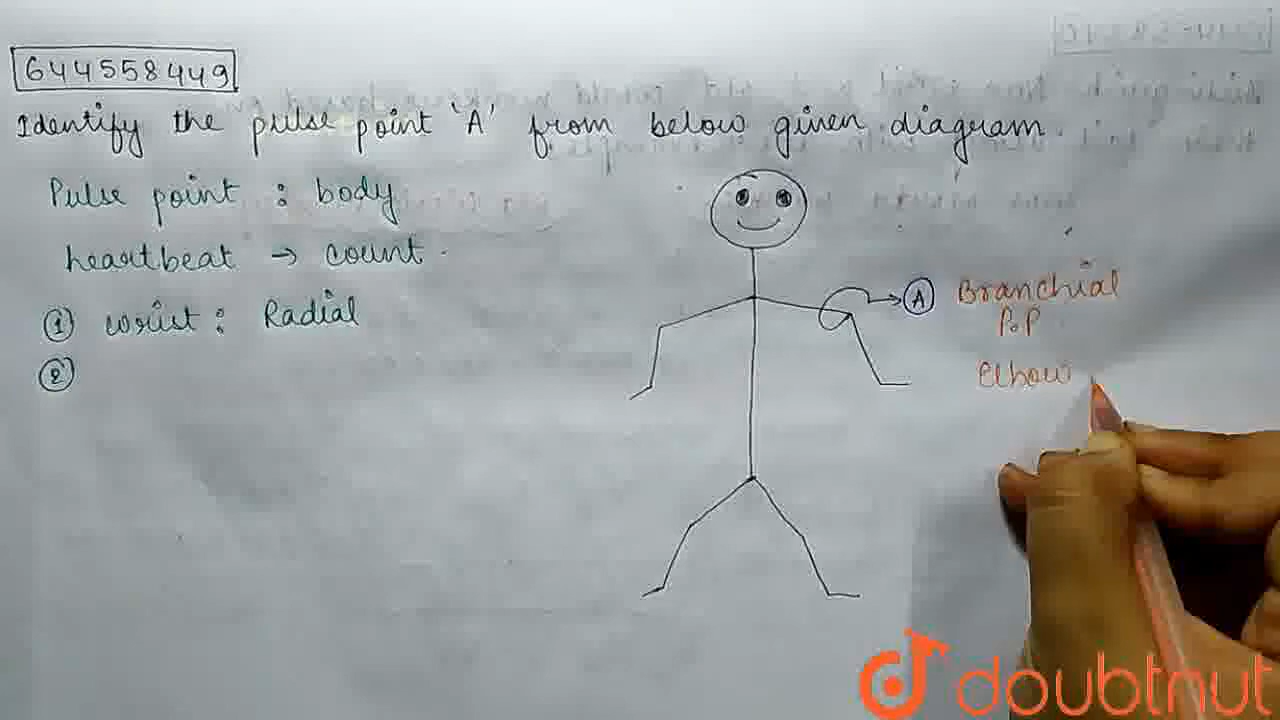 644558449
Identify the pulse point 'A' from below given diagram.
Pulse point : body
heartbeat → count.
① wrist : Radial
②
A
Branchial
P.P
Elbow
doubtnut